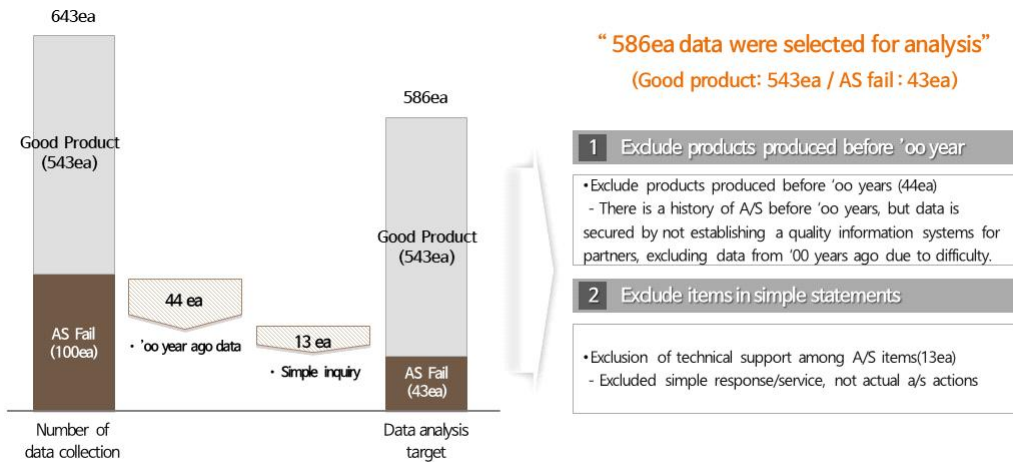 643ea
Good Product
(543ea)
AS Fail
(100ea)
Number of
data collection
44 ea
· 'oo year ago data
13 ea
· Simple inquiry
586ea
Good Product
(543ea)
AS Fail
(43ea)
Data analysis
target
“ 586ea data were selected for analysis”
(Good product: 543ea / AS fail : 43ea)
1 Exclude products produced before 'oo year
•Exclude products produced before 'oo years (44ea)
- There is a history of A/S before 'oo years, but data is
secured by not establishing a quality information systems for
partners, excluding data from '00 years ago due to difficulty.
2 Exclude items in simple statements
•Exclusion of technical support among A/S items(13ea)
- Excluded simple response/service, not actual a/s actions